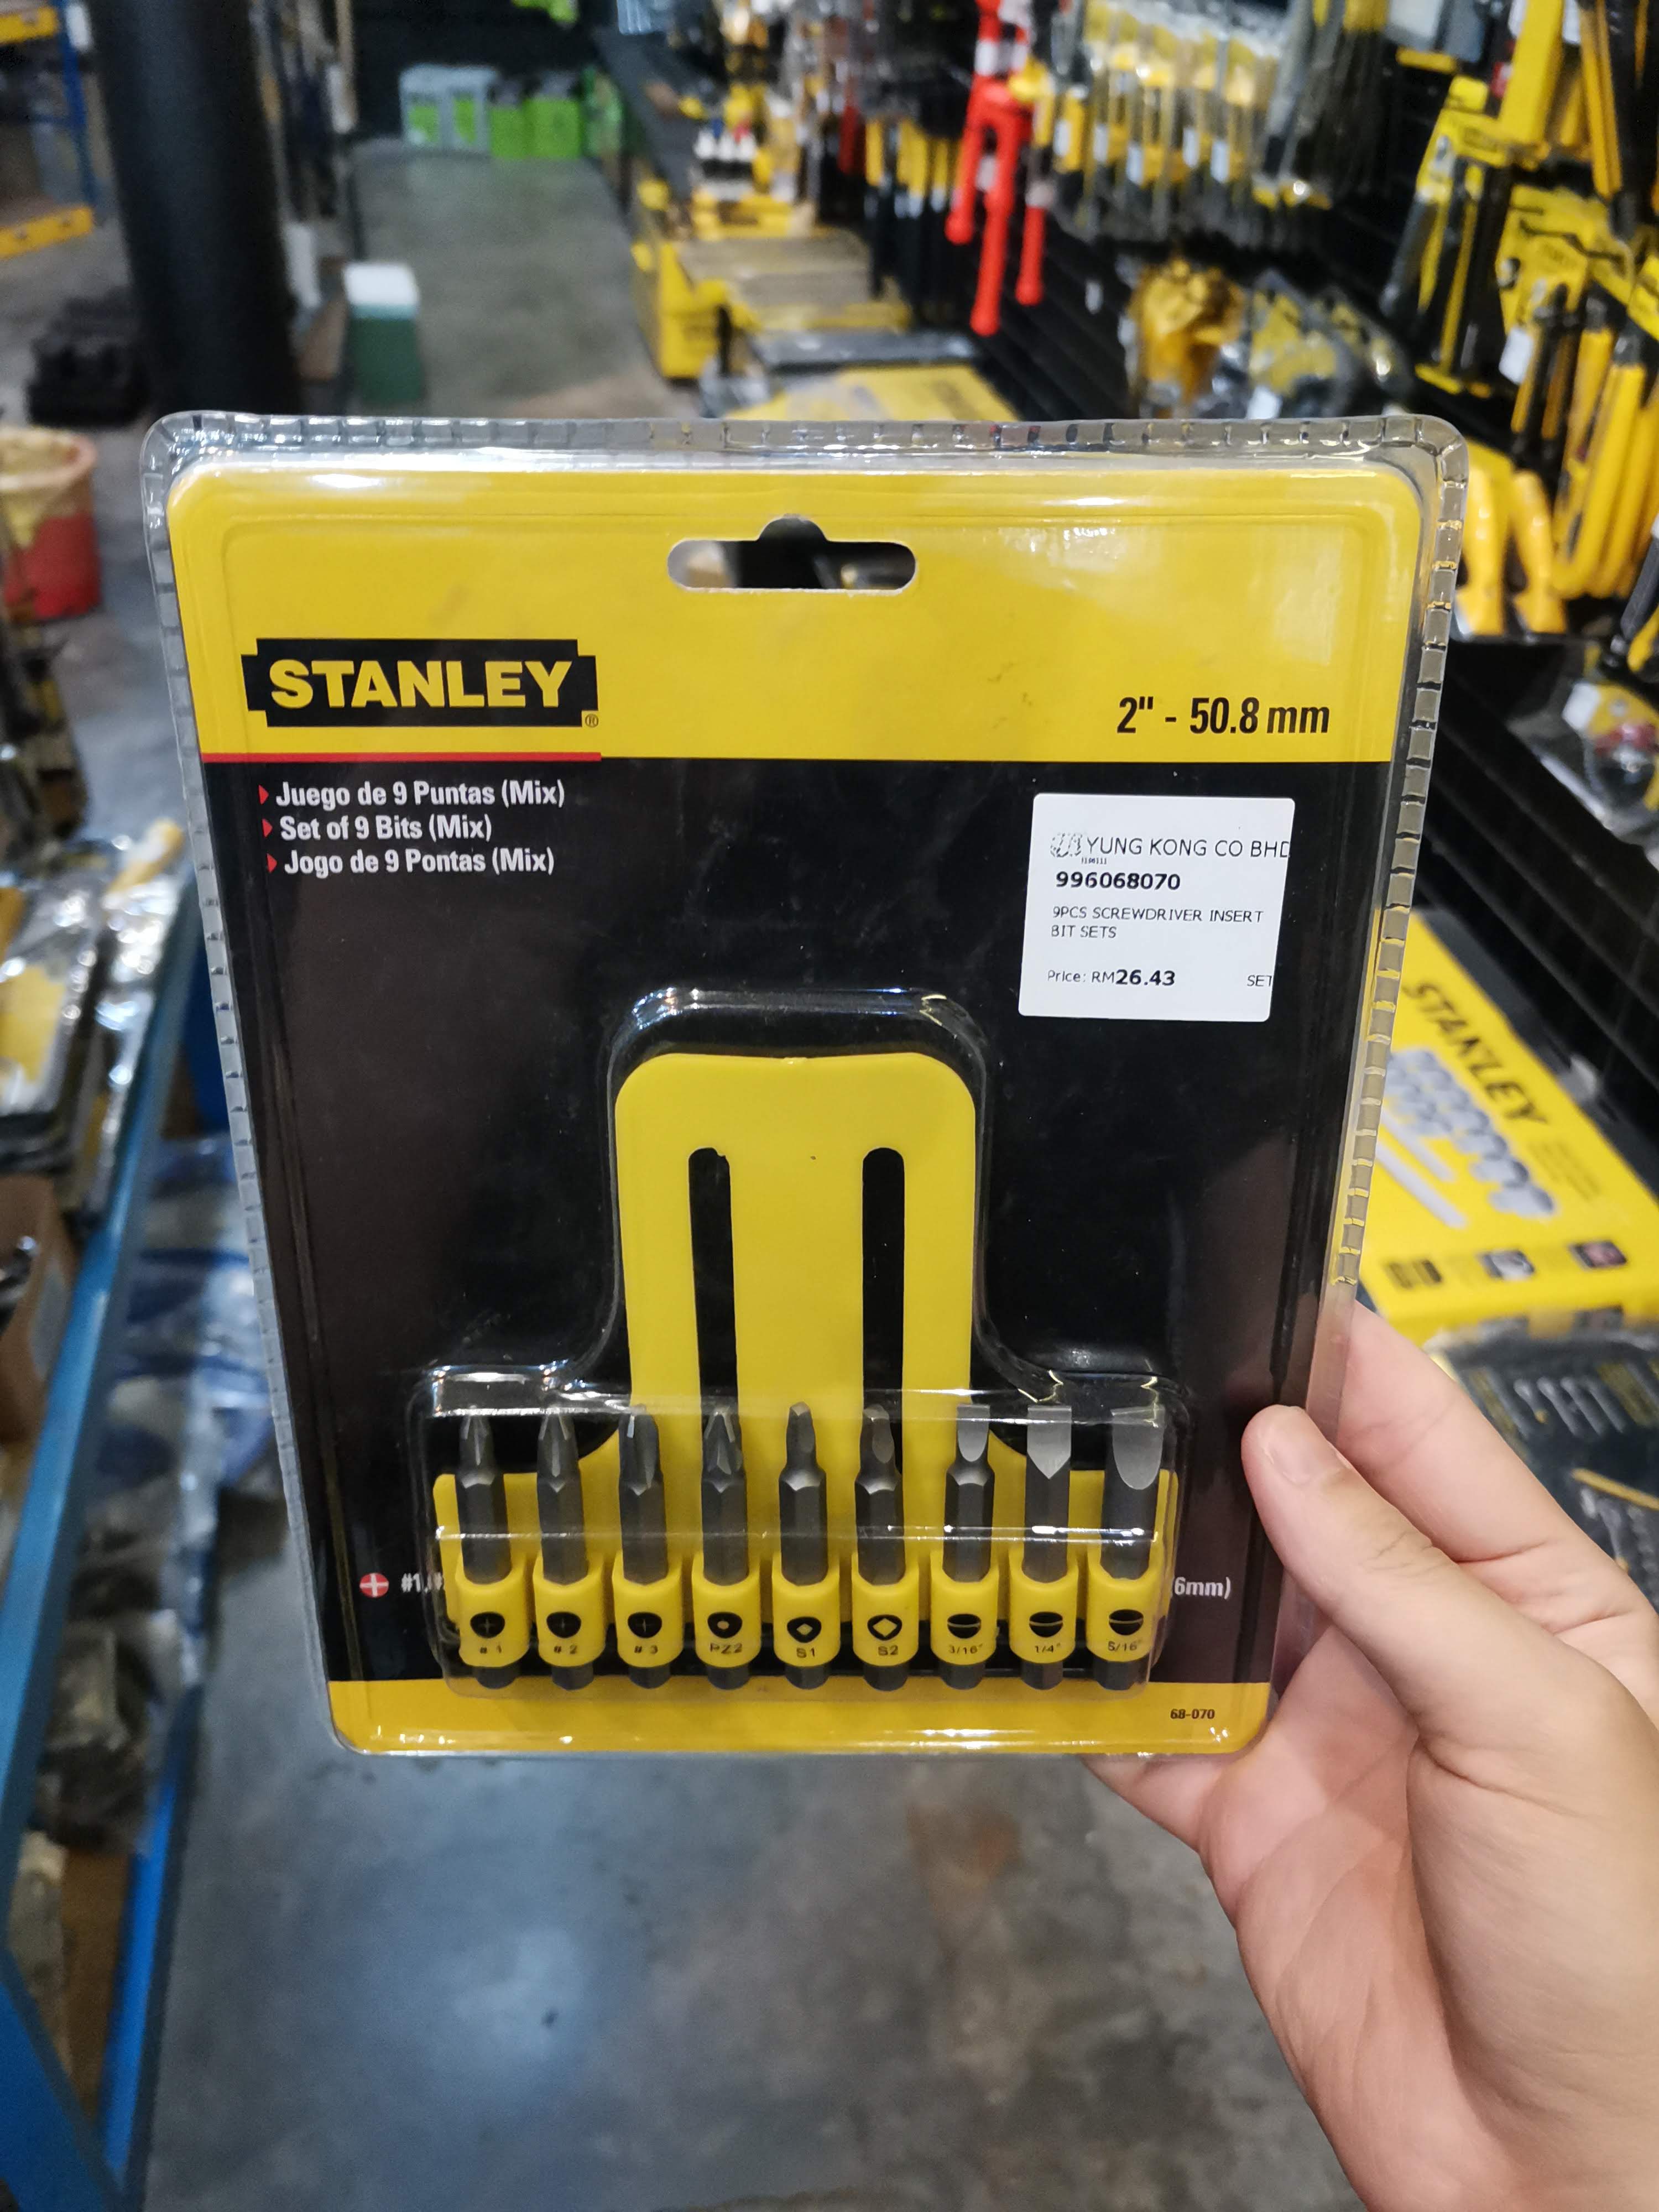 STANLEY®
2" - 50.8 mm
Juego de 9 Puntas (Mix)
Set of 9 Bits (Mix)
Jogo de 9 Pontas (Mix)
YUNG KONG CO BHD
996068070
9PCS SCREWDRIVER INSERT
BIT SETS
Price: RM26.43 SET
STANLEY
#1, 6mm)
# 1 # 2 # 3 PZ2 S1 S2 3/16" 1/4" 5/16"
68-070